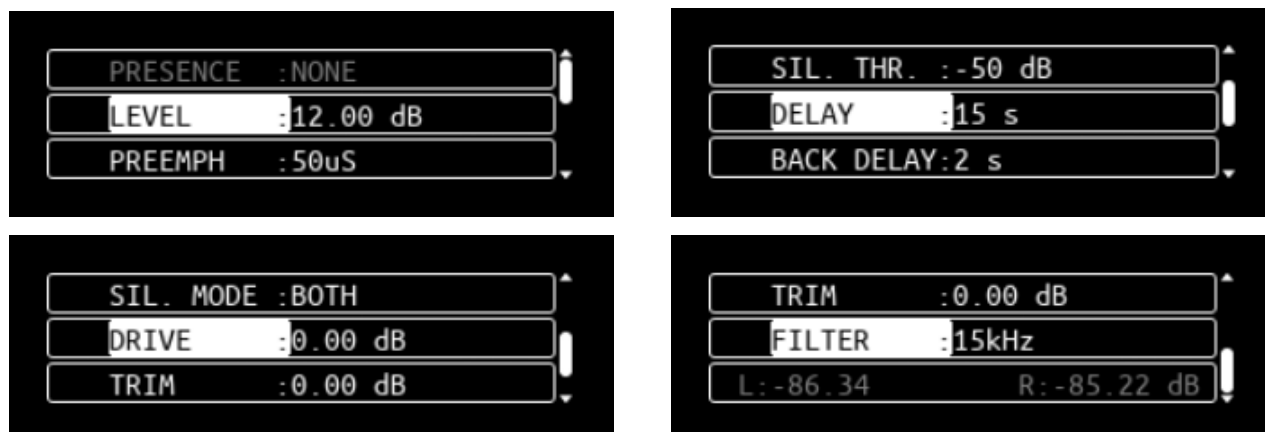 PRESENCE :NONE
LEVEL :12.00 dB
PREEMPH :50uS
SIL. THR. :-50 dB
DELAY :15 s
BACK DELAY:2 s
SIL. MODE :BOTH
DRIVE :0.00 dB
TRIM :0.00 dB
TRIM :0.00 dB
FILTER :15kHz
L:-86.34 R:-85.22 dB